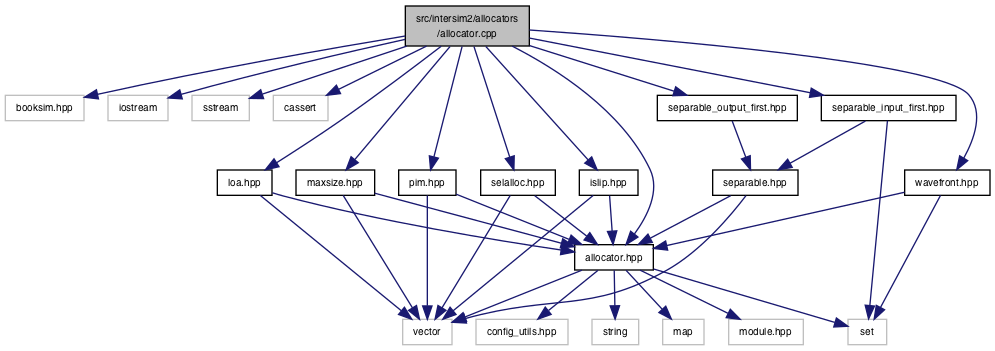 src/intersim2/allocators
/allocator.cpp
booksim.hpp
iostream
sstream
cassert
separable_output_first.hpp
separable_input_first.hpp
loa.hpp
maxsize.hpp
pim.hpp
selalloc.hpp
islip.hpp
separable.hpp
wavefront.hpp
allocator.hpp
vector
config_utils.hpp
string
map
module.hpp
set